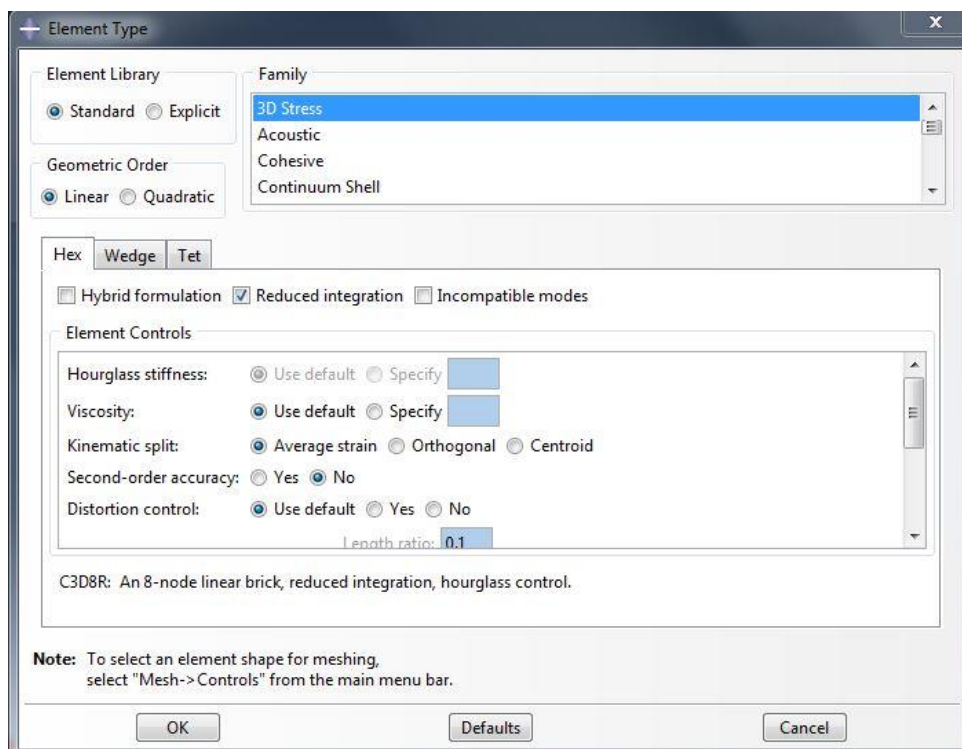 Element Type
Element Library
Standard Explicit
Family
3D Stress
Acoustic
Cohesive
Continuum Shell
Geometric Order
Linear Quadratic
Hex Wedge Tet
Hybrid formulation Reduced integration Incompatible modes
Element Controls
Hourglass stiffness: Use default Specify
Viscosity: Use default Specify
Kinematic split: Average strain Orthogonal Centroid
Second-order accuracy: Yes No
Distortion control: Use default Yes No
Length ratio: 0.1
C3D8R: An 8-node linear brick, reduced integration, hourglass control.
Note: To select an element shape for meshing,
select "Mesh->Controls" from the main menu bar.
OK Defaults Cancel